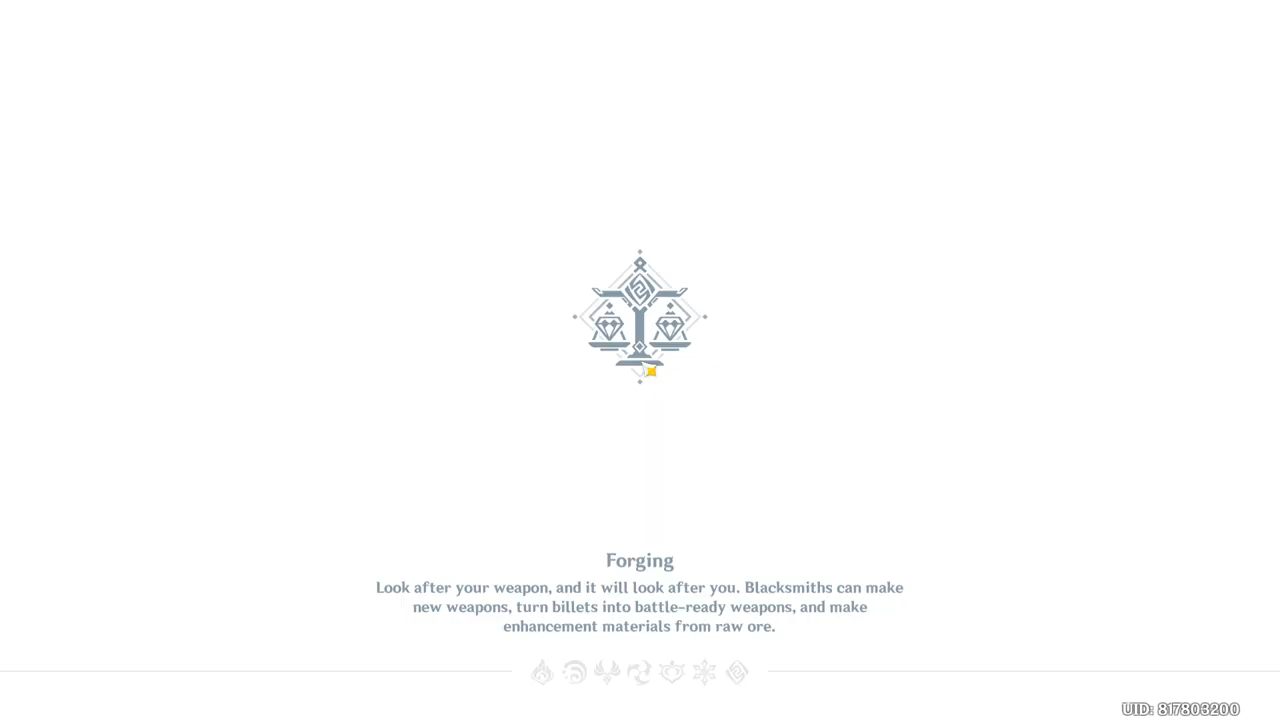 Forging
Look after your weapon, and it will look after you. Blacksmiths can make
new weapons, turn billets into battle-ready weapons, and make
enhancement materials from raw ore.
UID: 817803200